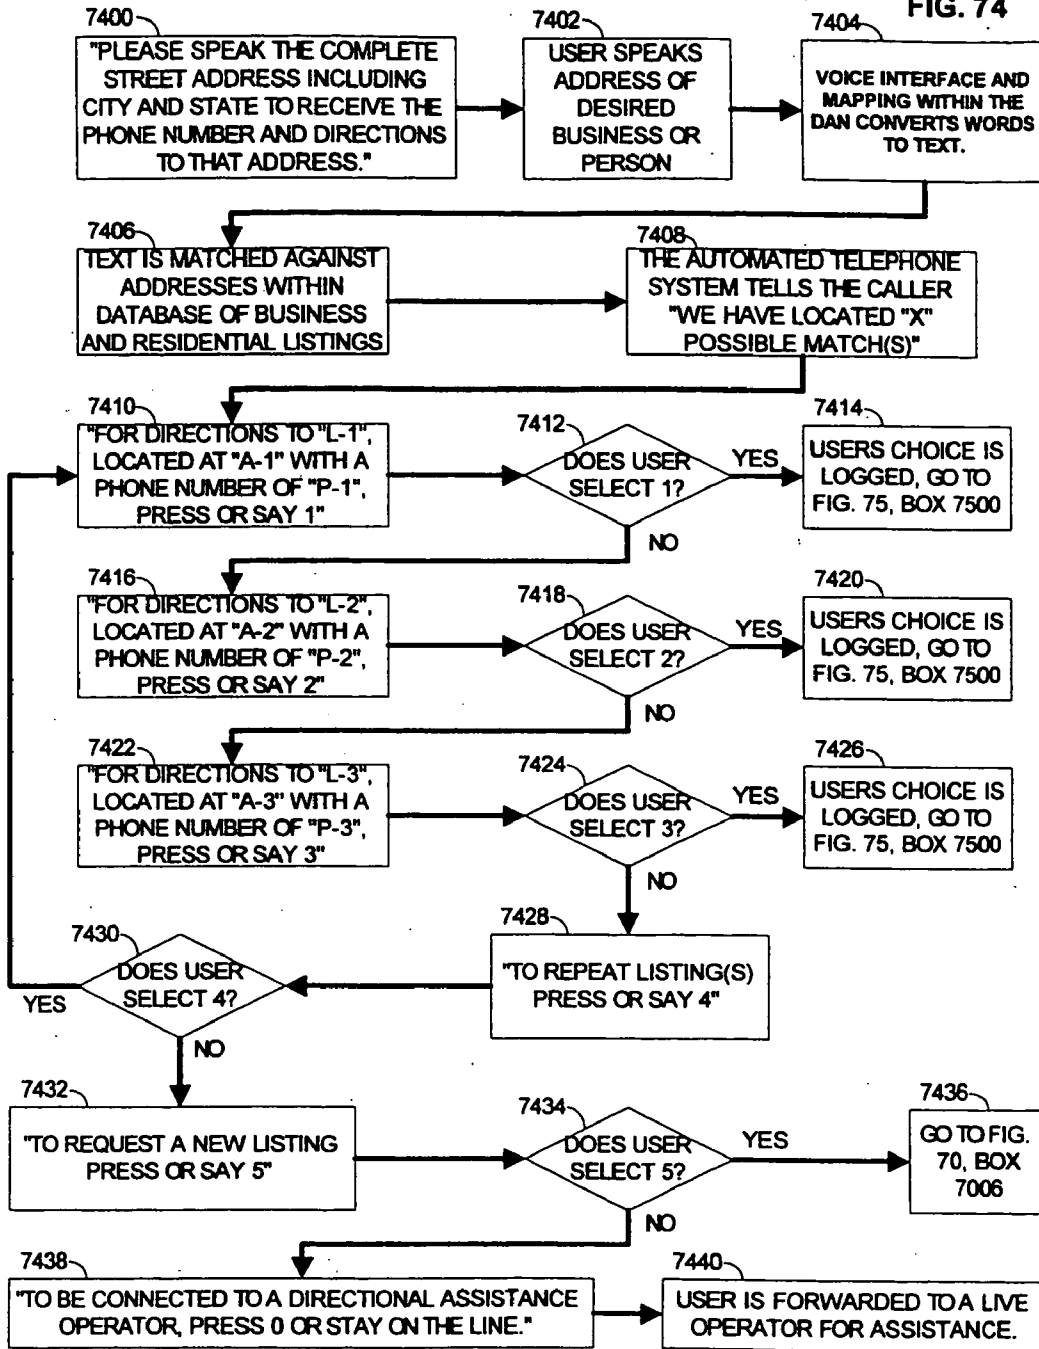 FIG. 74
7400
"PLEASE SPEAK THE COMPLETE
STREET ADDRESS INCLUDING
CITY AND STATE TO RECEIVE THE
PHONE NUMBER AND DIRECTIONS
TO THAT ADDRESS."
7402
USER SPEAKS
ADDRESS OF
DESIRED
BUSINESS OR
PERSON
7404
VOICE INTERFACE AND
MAPPING WITHIN THE
DAN CONVERTS WORDS
TO TEXT.
7406
TEXT IS MATCHED AGAINST
ADDRESSES WITHIN
DATABASE OF BUSINESS
AND RESIDENTIAL LISTINGS
7408
THE AUTOMATED TELEPHONE
SYSTEM TELLS THE CALLER
"WE HAVE LOCATED "X"
POSSIBLE MATCH(S)"
7410
"FOR DIRECTIONS TO "L-1",
LOCATED AT "A-1" WITH A
PHONE NUMBER OF "P-1",
PRESS OR SAY 1"
7412
DOES USER
SELECT 1?
YES
NO
7414
USERS CHOICE IS
LOGGED, GO TO
FIG. 75, BOX 7500
7416
"FOR DIRECTIONS TO "L-2",
LOCATED AT "A-2" WITH A
PHONE NUMBER OF "P-2",
PRESS OR SAY 2"
7418
DOES USER
SELECT 2?
YES
NO
7420
USERS CHOICE IS
LOGGED, GO TO
FIG. 75, BOX 7500
7422
"FOR DIRECTIONS TO "L-3",
LOCATED AT "A-3" WITH A
PHONE NUMBER OF "P-3",
PRESS OR SAY 3"
7424
DOES USER
SELECT 3?
YES
NO
7426
USERS CHOICE IS
LOGGED, GO TO
FIG. 75, BOX 7500
7428
"TO REPEAT LISTING(S)
PRESS OR SAY 4"
7430
DOES USER
SELECT 4?
YES
NO
7432
"TO REQUEST A NEW LISTING
PRESS OR SAY 5"
7434
DOES USER
SELECT 5?
YES
NO
7436
GO TO FIG.
70, BOX
7006
7438
"TO BE CONNECTED TO A DIRECTIONAL ASSISTANCE
OPERATOR, PRESS 0 OR STAY ON THE LINE."
7440
USER IS FORWARDED TO A LIVE
OPERATOR FOR ASSISTANCE.